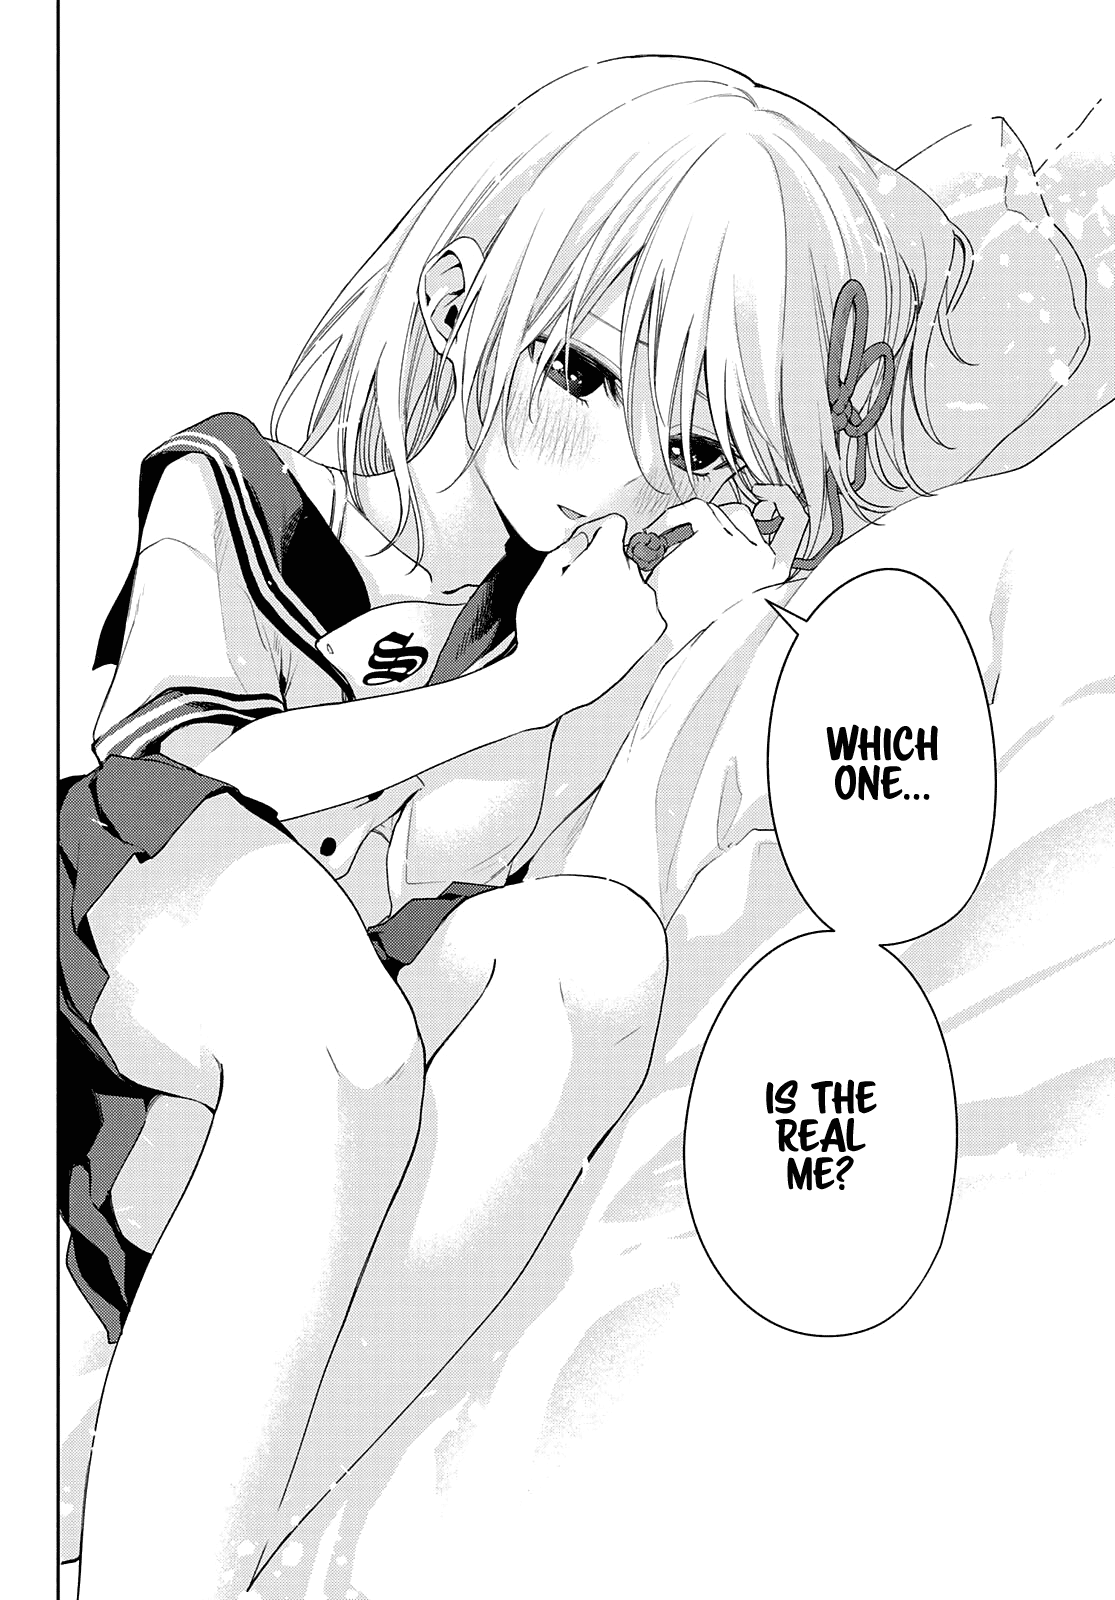 S
WHICH
ONE...
IS THE
REAL
ME?